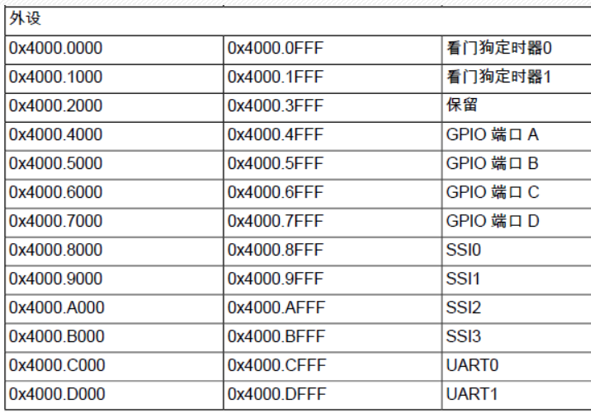 外设
0x4000.0000 0x4000.0FFF 看门狗定时器0
0x4000.1000 0x4000.1FFF 看门狗定时器1
0x4000.2000 0x4000.3FFF 保留
0x4000.4000 0x4000.4FFF GPIO 端口 A
0x4000.5000 0x4000.5FFF GPIO 端口 B
0x4000.6000 0x4000.6FFF GPIO 端口 C
0x4000.7000 0x4000.7FFF GPIO 端口 D
0x4000.8000 0x4000.8FFF SSI0
0x4000.9000 0x4000.9FFF SSI1
0x4000.A000 0x4000.AFFF SSI2
0x4000.B000 0x4000.BFFF SSI3
0x4000.C000 0x4000.CFFF UART0
0x4000.D000 0x4000.DFFF UART1